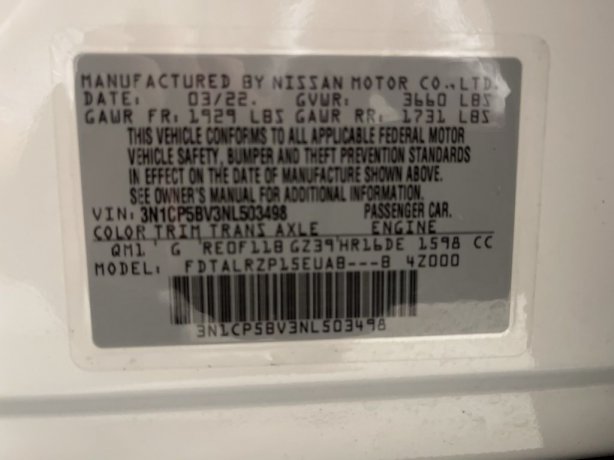 MANUFACTURED BY NISSAN MOTOR CO.,LTD.
DATE: 03/22. GVWR: 3660 LBS
GAWR FR: 1929 LBS GAWR RR: 1731 LBS
THIS VEHICLE CONFORMS TO ALL APPLICABLE FEDERAL MOTOR
VEHICLE SAFETY, BUMPER AND THEFT PREVENTION STANDARDS
IN EFFECT ON THE DATE OF MANUFACTURE SHOWN ABOVE.
SEE OWNER'S MANUAL FOR ADDITIONAL INFORMATION.
VIN: 3N1CP5BV3NL503498 PASSENGER CAR.
COLOR TRIM TRANS AXLE ENGINE
QM1 G RE0F11B GZ39 HR16DE 1598 CC
MODEL: FDTALRZP15EUAB---B 4Z000
3N1CP5BV3NL503498